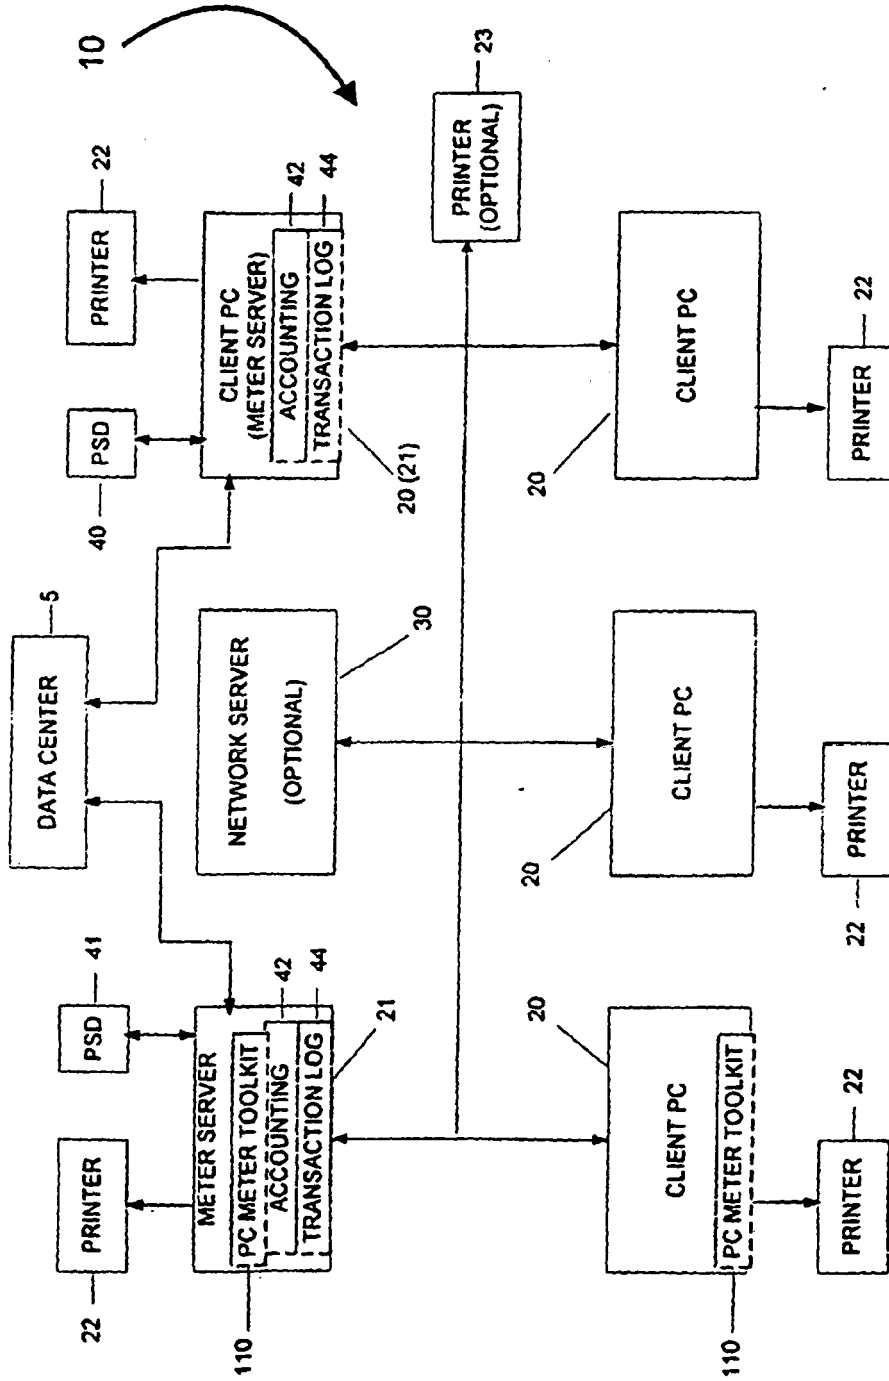 10
DATA CENTER
5
22
PRINTER
PSD
41
40
PSD
PRINTER
22
110
METER SERVER
PC METER TOOLKIT
ACCOUNTING
TRANSACTION LOG
42
44
21
NETWORK SERVER
(OPTIONAL)
30
CLIENT PC
(METER SERVER)
ACCOUNTING
TRANSACTION LOG
42
44
20 (21)
PRINTER
(OPTIONAL)
23
20
CLIENT PC
PC METER TOOLKIT
110
PRINTER
22
20
CLIENT PC
22
PRINTER
20
CLIENT PC
PRINTER
22